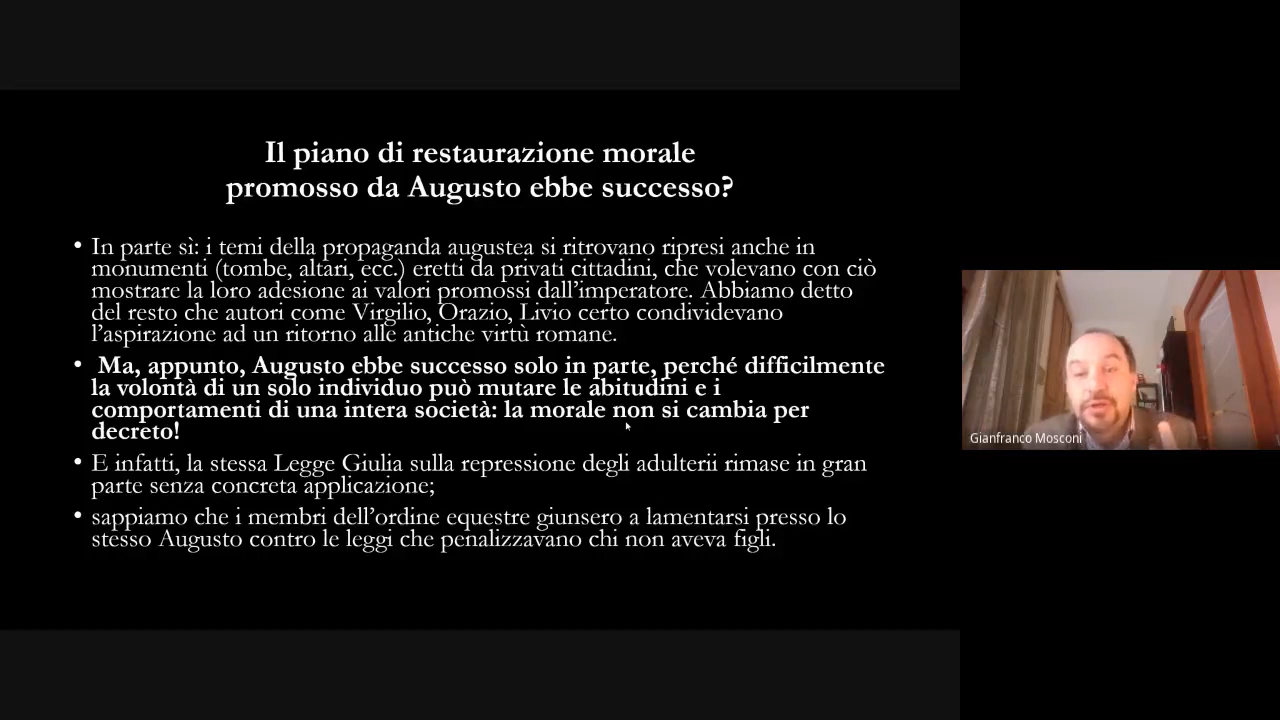 Il piano di restaurazione morale
promosso da Augusto ebbe successo?
• In parte sì: i temi della propaganda augustea si ritrovano ripresi anche in
monumenti (tombe, altari, ecc.) eretti da privati cittadini, che volevano con ciò
mostrare la loro adesione ai valori promossi dall’imperatore. Abbiamo detto
del resto che autori come Virgilio, Orazio, Livio certo condividevano
l’aspirazione ad un ritorno alle antiche virtù romane.
• Ma, appunto, Augusto ebbe successo solo in parte, perché difficilmente
la volontà di un solo individuo può mutare le abitudini e i
comportamenti di una intera società: la morale non si cambia per
decreto!
• E infatti, la stessa Legge Giulia sulla repressione degli adulterii rimase in gran
parte senza concreta applicazione;
• sappiamo che i membri dell’ordine equestre giunsero a lamentarsi presso lo
stesso Augusto contro le leggi che penalizzavano chi non aveva figli.
Gianfranco Mosconi